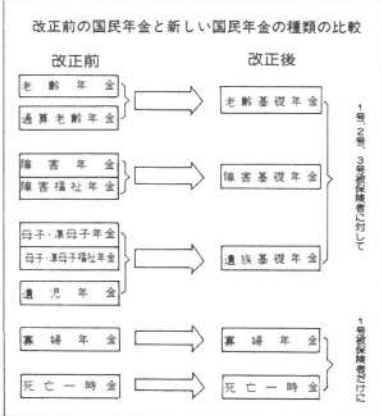 改正前の国民年金と新しい国民年金の種類の比較
改正前
改正後
老齢年金
通算老齢年金
老齢基礎年金
障害年金
障害福祉年金
障害基礎年金
母子・準母子年金
母子・準母子福祉年金
遺児年金
遺族基礎年金
1号、2号、3号被保険者に対して
寡婦年金
寡婦年金
死亡一時金
死亡一時金
1号被保険者だけに